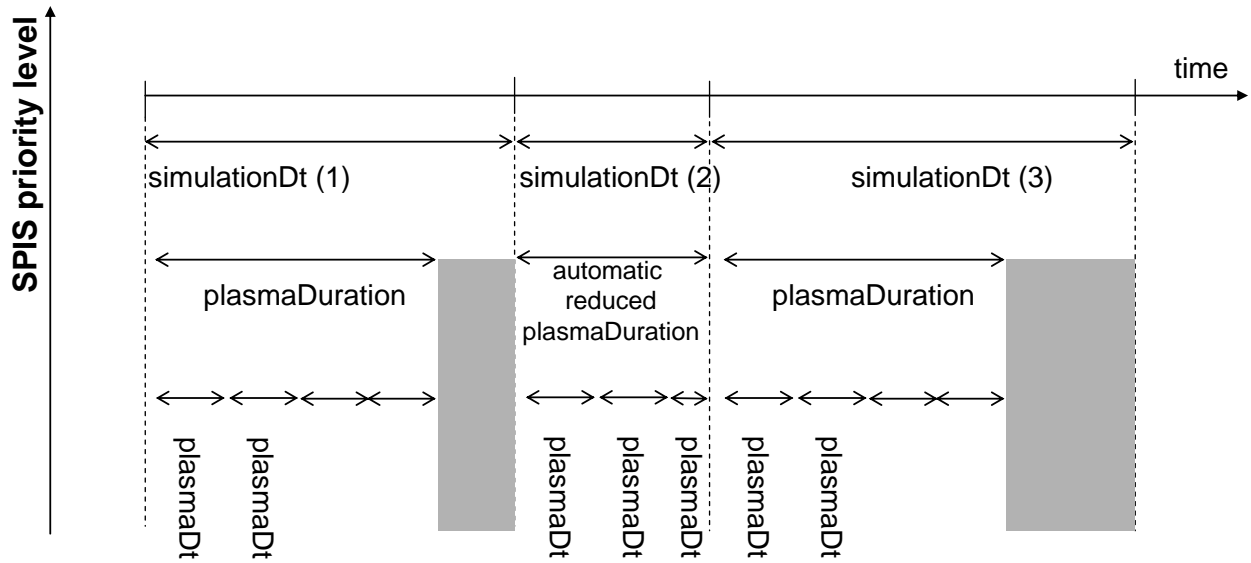 SPIS priority level
time
simulationDt (1)
simulationDt (2)
simulationDt (3)
plasmaDuration
automatic
reduced
plasmaDuration
plasmaDuration
plasmaDt
plasmaDt
plasmaDt
plasmaDt
plasmaDt
plasmaDt
plasmaDt